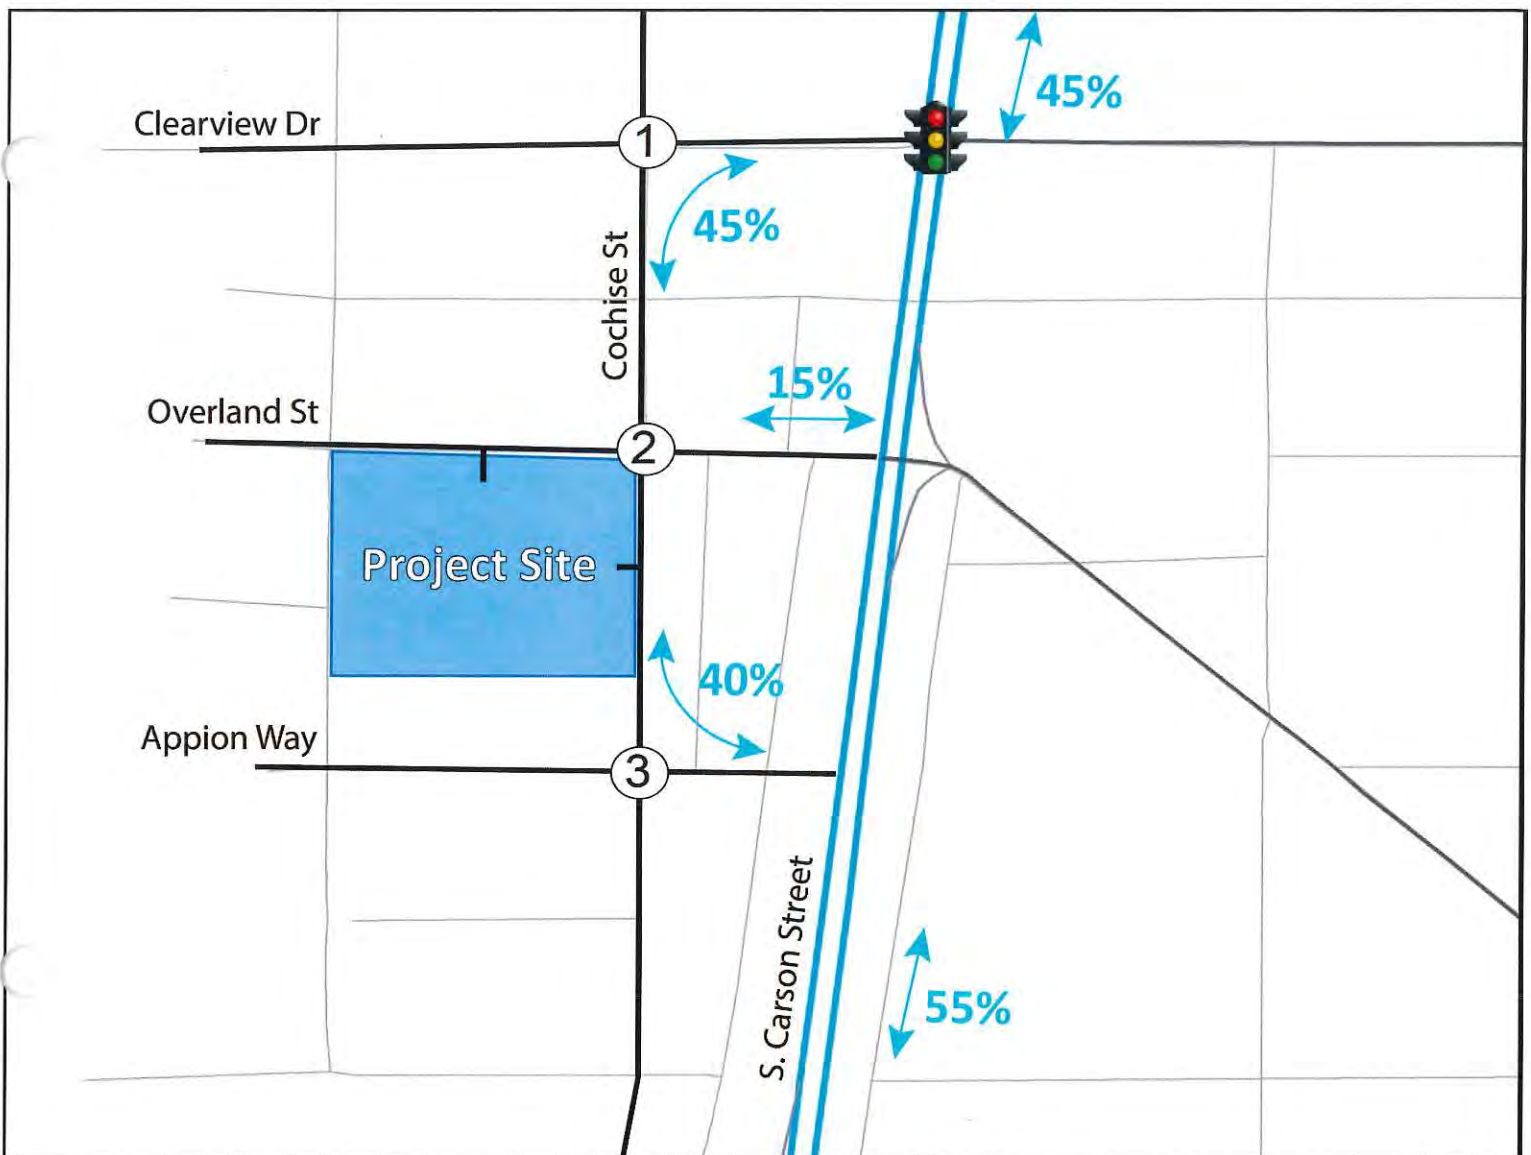 45%
Clearview Dr
1
45%
Cochise St
15%
Overland St
2
Project Site
40%
Appion Way
3
S. Carson Street
55%